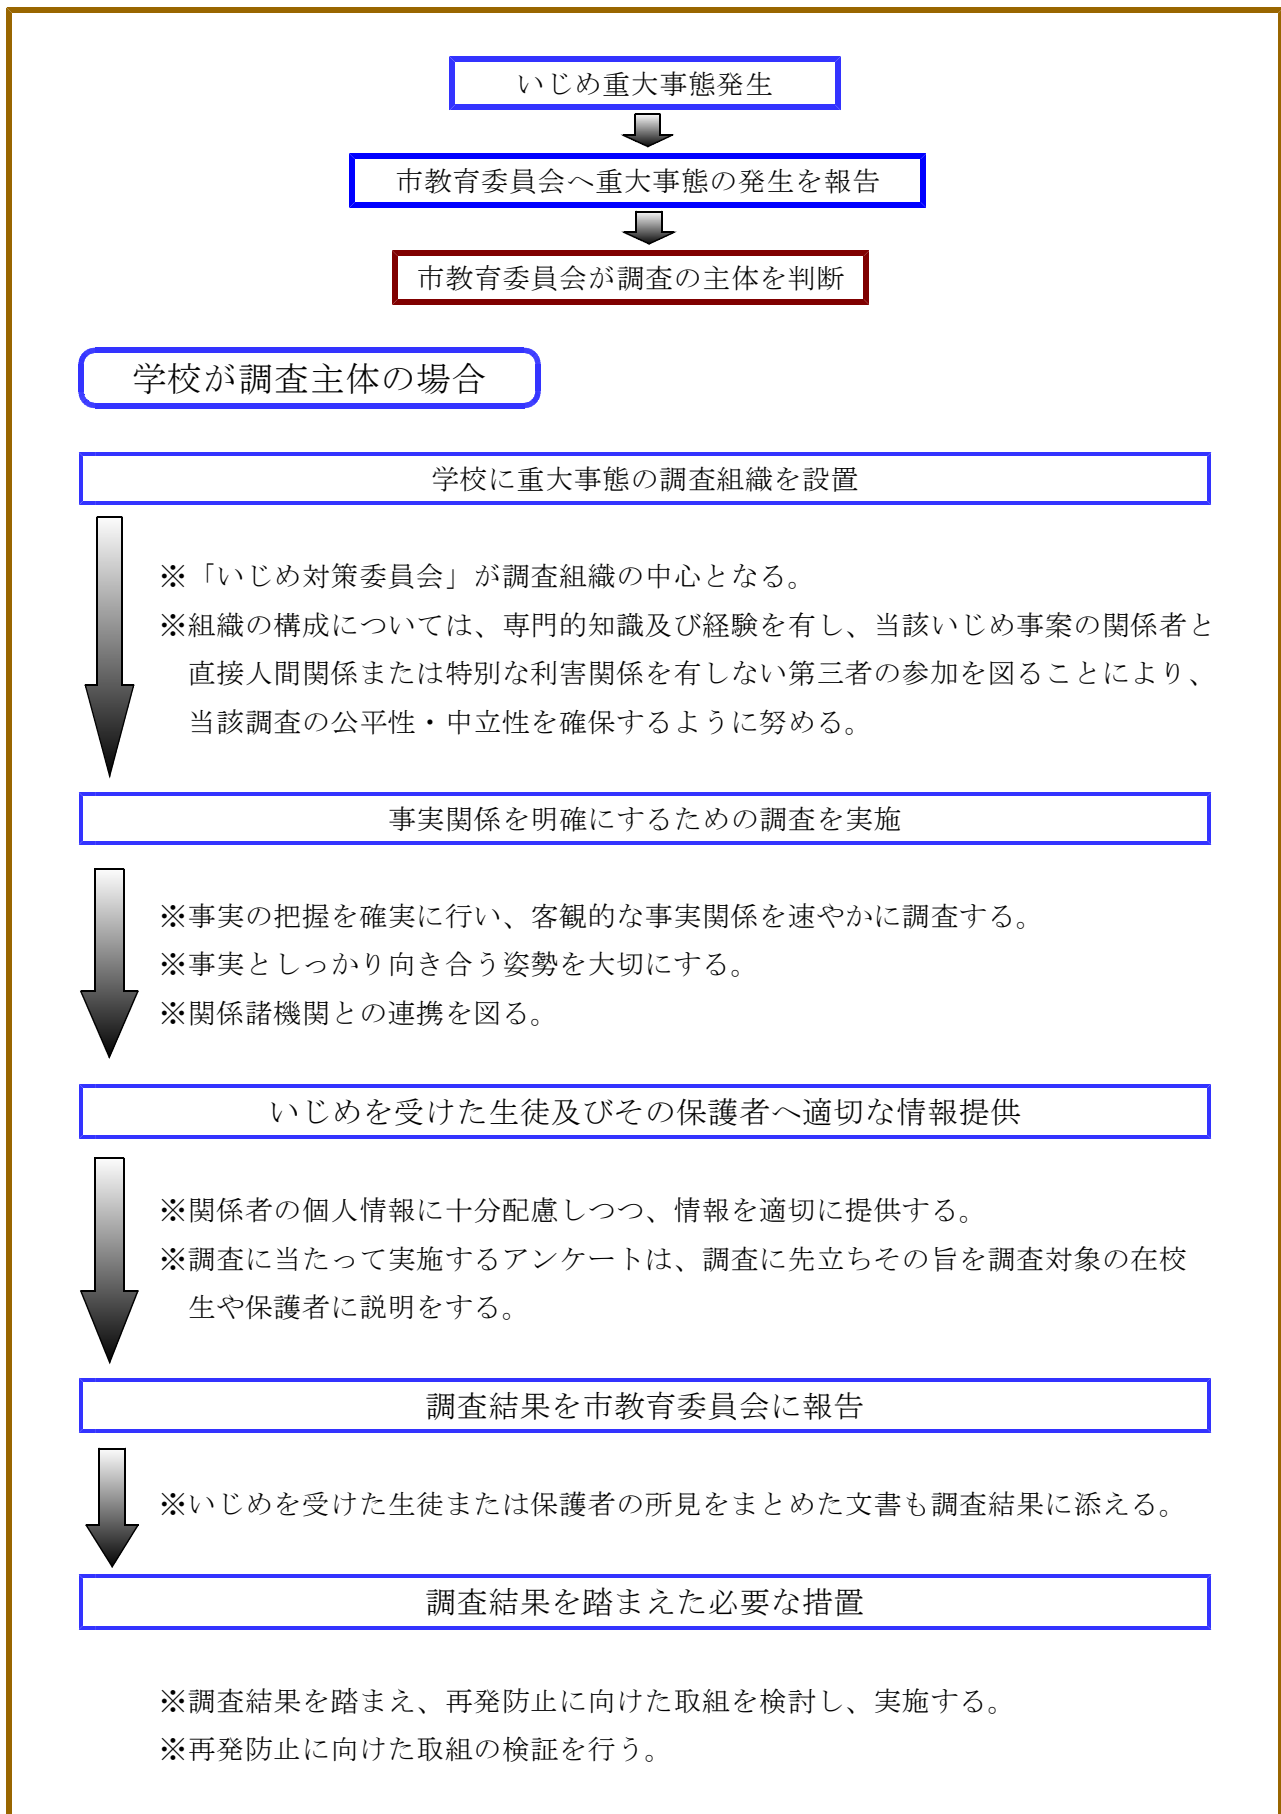 いじめ重大事態発生
市教育委員会へ重大事態の発生を報告
市教育委員会が調査の主体を判断
学校が調査主体の場合
学校に重大事態の調査組織を設置
※「いじめ対策委員会」が調査組織の中心となる。
※組織の構成については、専門的知識及び経験を有し、当該いじめ事案の関係者と
直接人間関係または特別な利害関係を有しない第三者の参加を図ることにより、
当該調査の公平性・中立性を確保するように努める。
事実関係を明確にするための調査を実施
※事実の把握を確実に行い、客観的な事実関係を速やかに調査する。
※事実としっかり向き合う姿勢を大切にする。
※関係諸機関との連携を図る。
いじめを受けた生徒及びその保護者へ適切な情報提供
※関係者の個人情報に十分配慮しつつ、情報を適切に提供する。
※調査に当たって実施するアンケートは、調査に先立ちその旨を調査対象の在校
生や保護者に説明をする。
調査結果を市教育委員会に報告
※いじめを受けた生徒または保護者の所見をまとめた文書も調査結果に添える。
調査結果を踏まえた必要な措置
※調査結果を踏まえ、再発防止に向けた取組を検討し、実施する。
※再発防止に向けた取組の検証を行う。